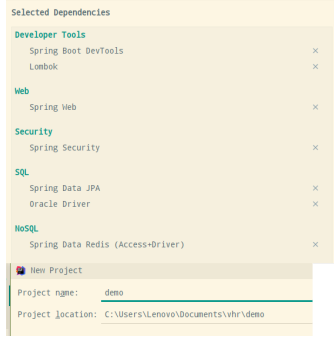 Selected Dependencies
Developer Tools
Spring Boot DevTools ×
Lombok ×
Web
Spring Web ×
Security
Spring Security ×
SQL
Spring Data JPA ×
Oracle Driver ×
NoSQL
Spring Data Redis (Access+Driver) ×
New Project
Project name: demo
Project location: C:\Users\Lenovo\Documents\vhr\demo